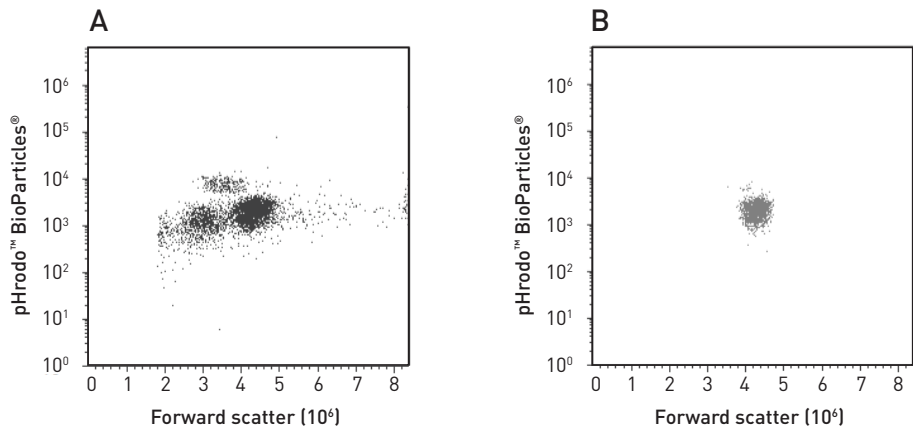 A
pHrodo™ BioParticles®
10⁶
10⁵
10⁴
10³
10²
10¹
10⁰
0 1 2 3 4 5 6 7 8
Forward scatter (10⁶)
B
pHrodo™ BioParticles®
10⁶
10⁵
10⁴
10³
10²
10¹
10⁰
0 1 2 3 4 5 6 7 8
Forward scatter (10⁶)